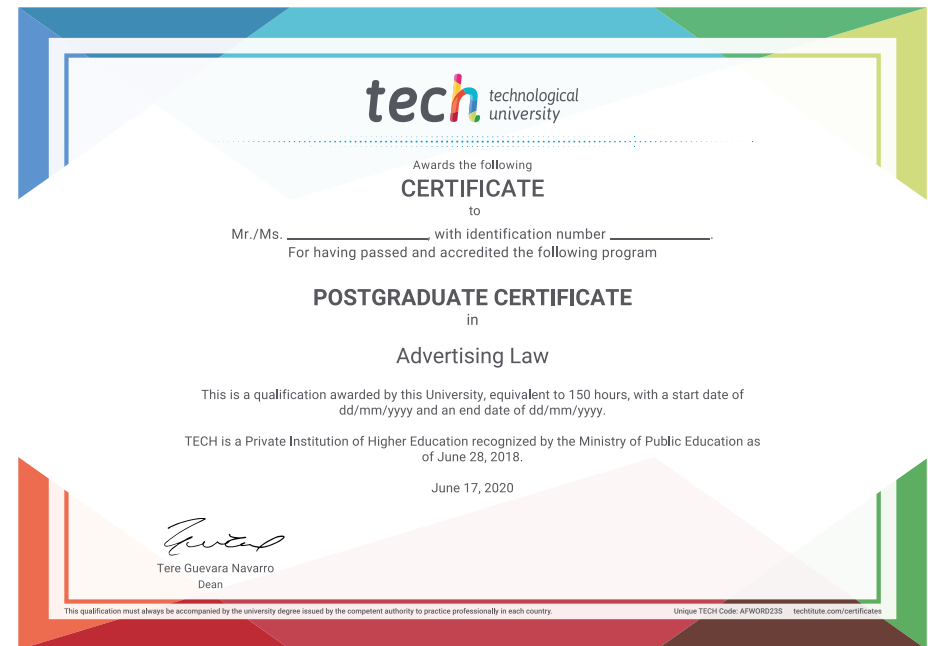 tech technological
university
Awards the following
CERTIFICATE
to
Mr./Ms. ____________________, with identification number ______________.
For having passed and accredited the following program
POSTGRADUATE CERTIFICATE
in
Advertising Law
This is a qualification awarded by this University, equivalent to 150 hours, with a start date of
dd/mm/yyyy and an end date of dd/mm/yyyy.
TECH is a Private Institution of Higher Education recognized by the Ministry of Public Education as
of June 28, 2018.
June 17, 2020
Tere Guevara Navarro
Dean
This qualification must always be accompanied by the university degree issued by the competent authority to practice professionally in each country. Unique TECH Code: AFWORD23S techtitute.com/certificates